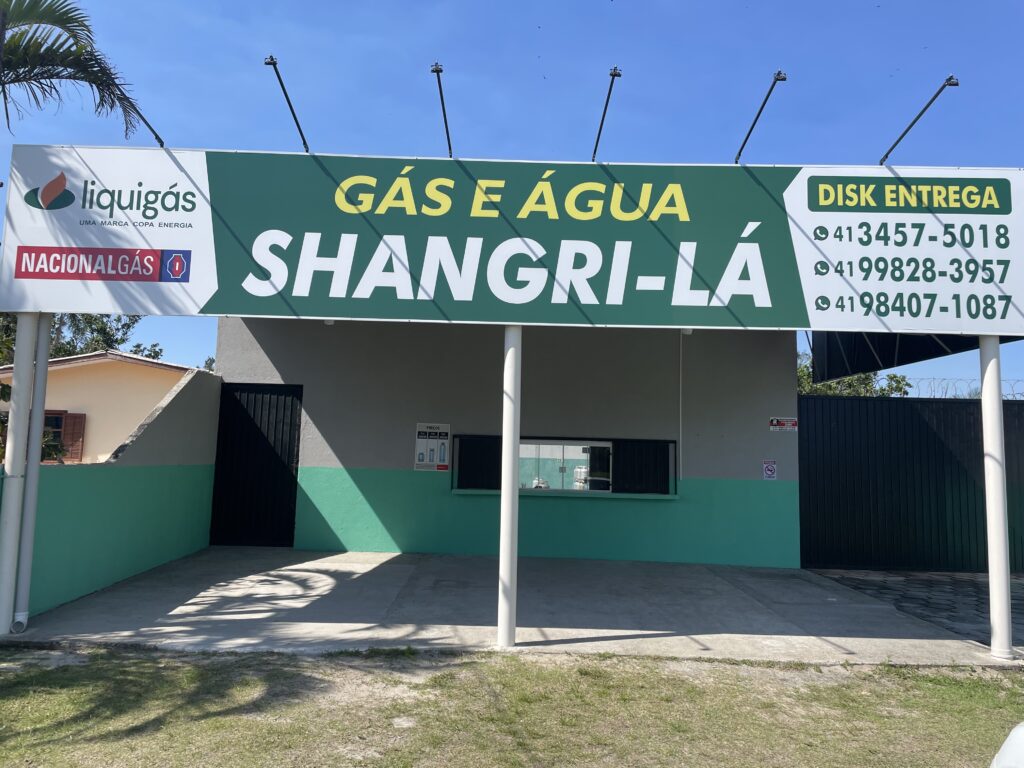 liquigás
UMA MARCA COPA ENERGIA
NACIONALGÁS
GÁS E ÁGUA
SHANGRI-LÁ
DISK ENTREGA
41 3457-5018
41 99828-3957
41 98407-1087